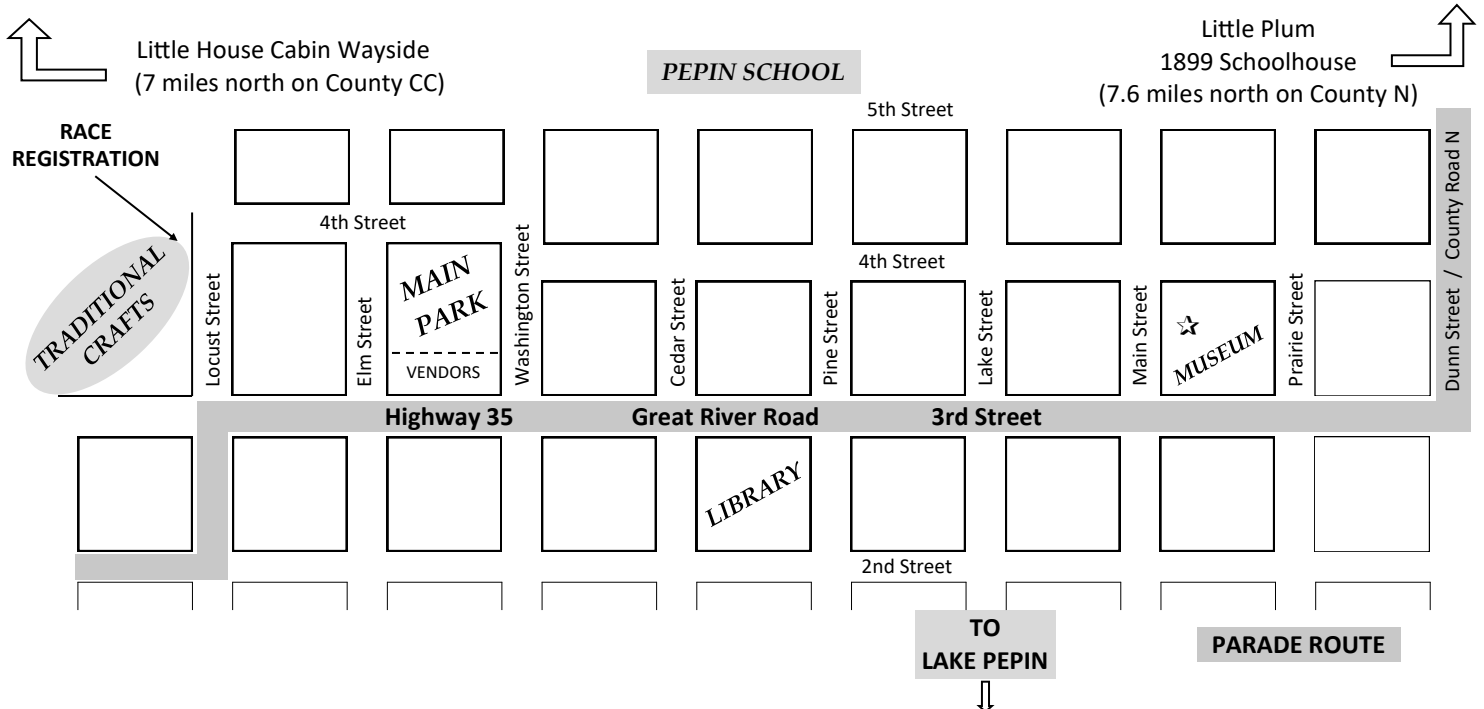 Little House Cabin Wayside
(7 miles north on County CC)
PEPIN SCHOOL
Little Plum
1899 Schoolhouse
(7.6 miles north on County N)
5th Street
RACE
REGISTRATION
4th Street
4th Street
TRADITIONAL
CRAFTS
Locust Street
Elm Street
MAIN
PARK
VENDORS
Washington Street
Cedar Street
Pine Street
Lake Street
Main Street
MUSEUM
Prairie Street
Dunn Street / County Road N
Highway 35 Great River Road 3rd Street
LIBRARY
2nd Street
TO
LAKE PEPIN
PARADE ROUTE